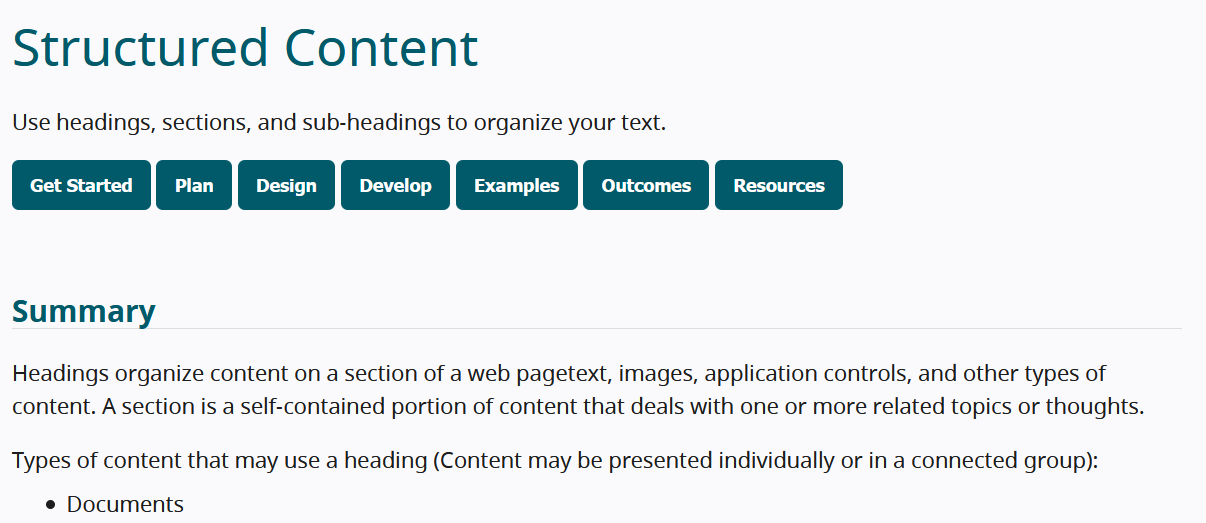 Structured Content
Use headings, sections, and sub-headings to organize your text.
Get Started Plan Design Develop Examples Outcomes Resources
Summary
Headings organize content on a section of a web pagetext, images, application controls, and other types of
content. A section is a self-contained portion of content that deals with one or more related topics or thoughts.
Types of content that may use a heading (Content may be presented individually or in a connected group):
• Documents